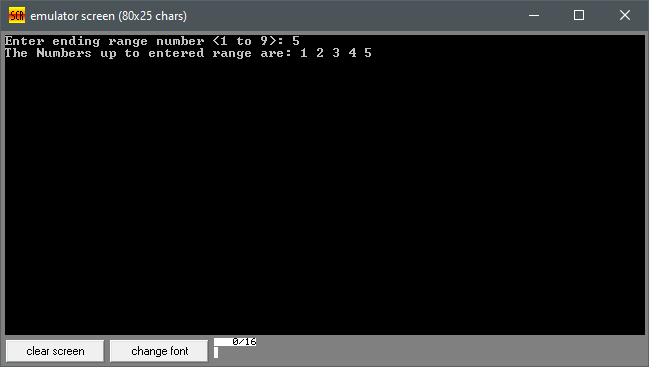 SCR emulator screen (80x25 chars)
Enter ending range number <1 to 9>: 5
The Numbers up to entered range are: 1 2 3 4 5
clear screen
change font
0/16